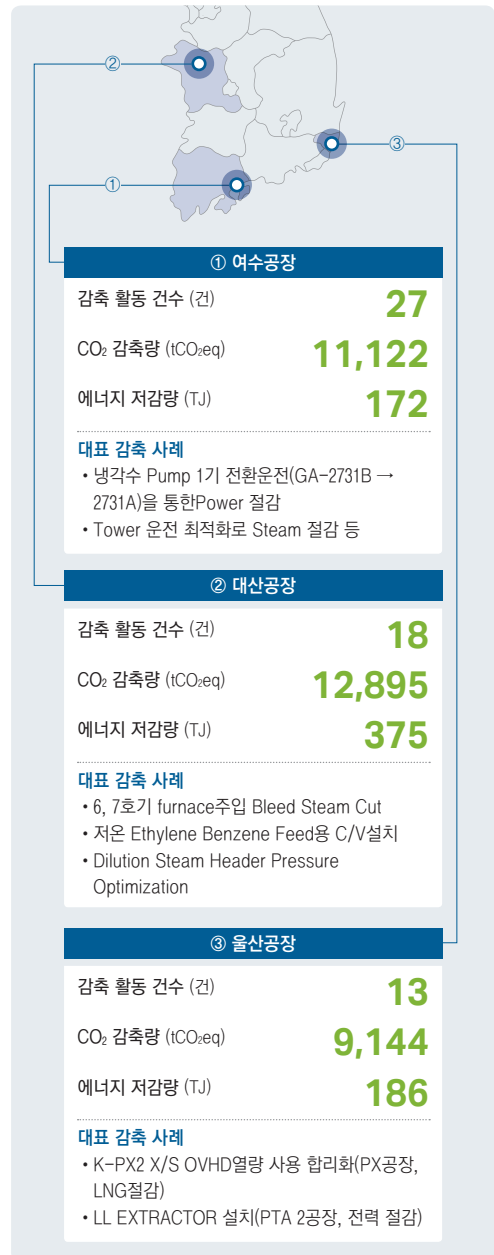 ②
③
①
① 여수공장
감축 활동 건수 (건) 27
CO₂ 감축량 (tCO₂eq) 11,122
에너지 저감량 (TJ) 172
대표 감축 사례
• 냉각수 Pump 1기 전환운전(GA-2731B →
2731A)을 통한Power 절감
• Tower 운전 최적화로 Steam 절감 등
② 대산공장
감축 활동 건수 (건) 18
CO₂ 감축량 (tCO₂eq) 12,895
에너지 저감량 (TJ) 375
대표 감축 사례
• 6, 7호기 furnace주입 Bleed Steam Cut
• 저온 Ethylene Benzene Feed용 C/V설치
• Dilution Steam Header Pressure
Optimization
③ 울산공장
감축 활동 건수 (건) 13
CO₂ 감축량 (tCO₂eq) 9,144
에너지 저감량 (TJ) 186
대표 감축 사례
• K-PX2 X/S OVHD열량 사용 합리화(PX공장,
LNG절감)
• LL EXTRACTOR 설치(PTA 2공장, 전력 절감)